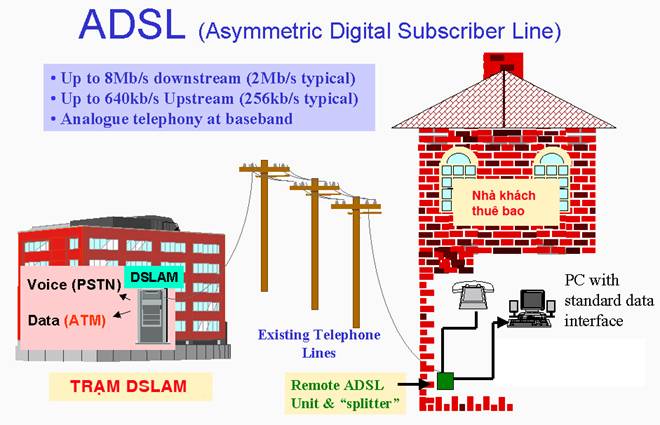 ADSL (Asymmetric Digital Subscriber Line)
• Up to 8Mb/s downstream (2Mb/s typical)
• Up to 640kb/s Upstream (256kb/s typical)
• Analogue telephony at baseband
Nhà khách
thuê bao
DSLAM
Voice (PSTN)
Data (ATM)
PC with
standard data
interface
Existing Telephone
Lines
TRẠM DSLAM
Remote ADSL
Unit & “splitter”